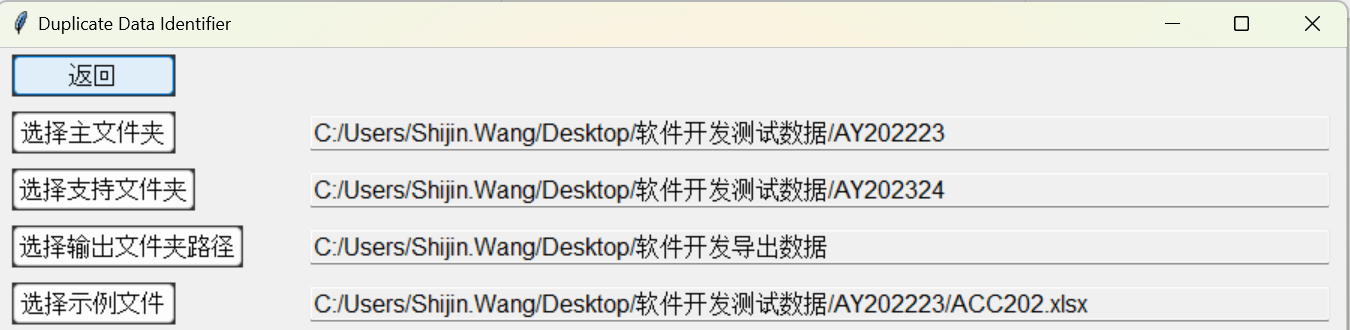 Duplicate Data Identifier
返回
选择主文件夹 C:/Users/Shijin.Wang/Desktop/软件开发测试数据/AY202223
选择支持文件夹 C:/Users/Shijin.Wang/Desktop/软件开发测试数据/AY202324
选择输出文件夹路径 C:/Users/Shijin.Wang/Desktop/软件开发导出数据
选择示例文件 C:/Users/Shijin.Wang/Desktop/软件开发测试数据/AY202223/ACC202.xlsx